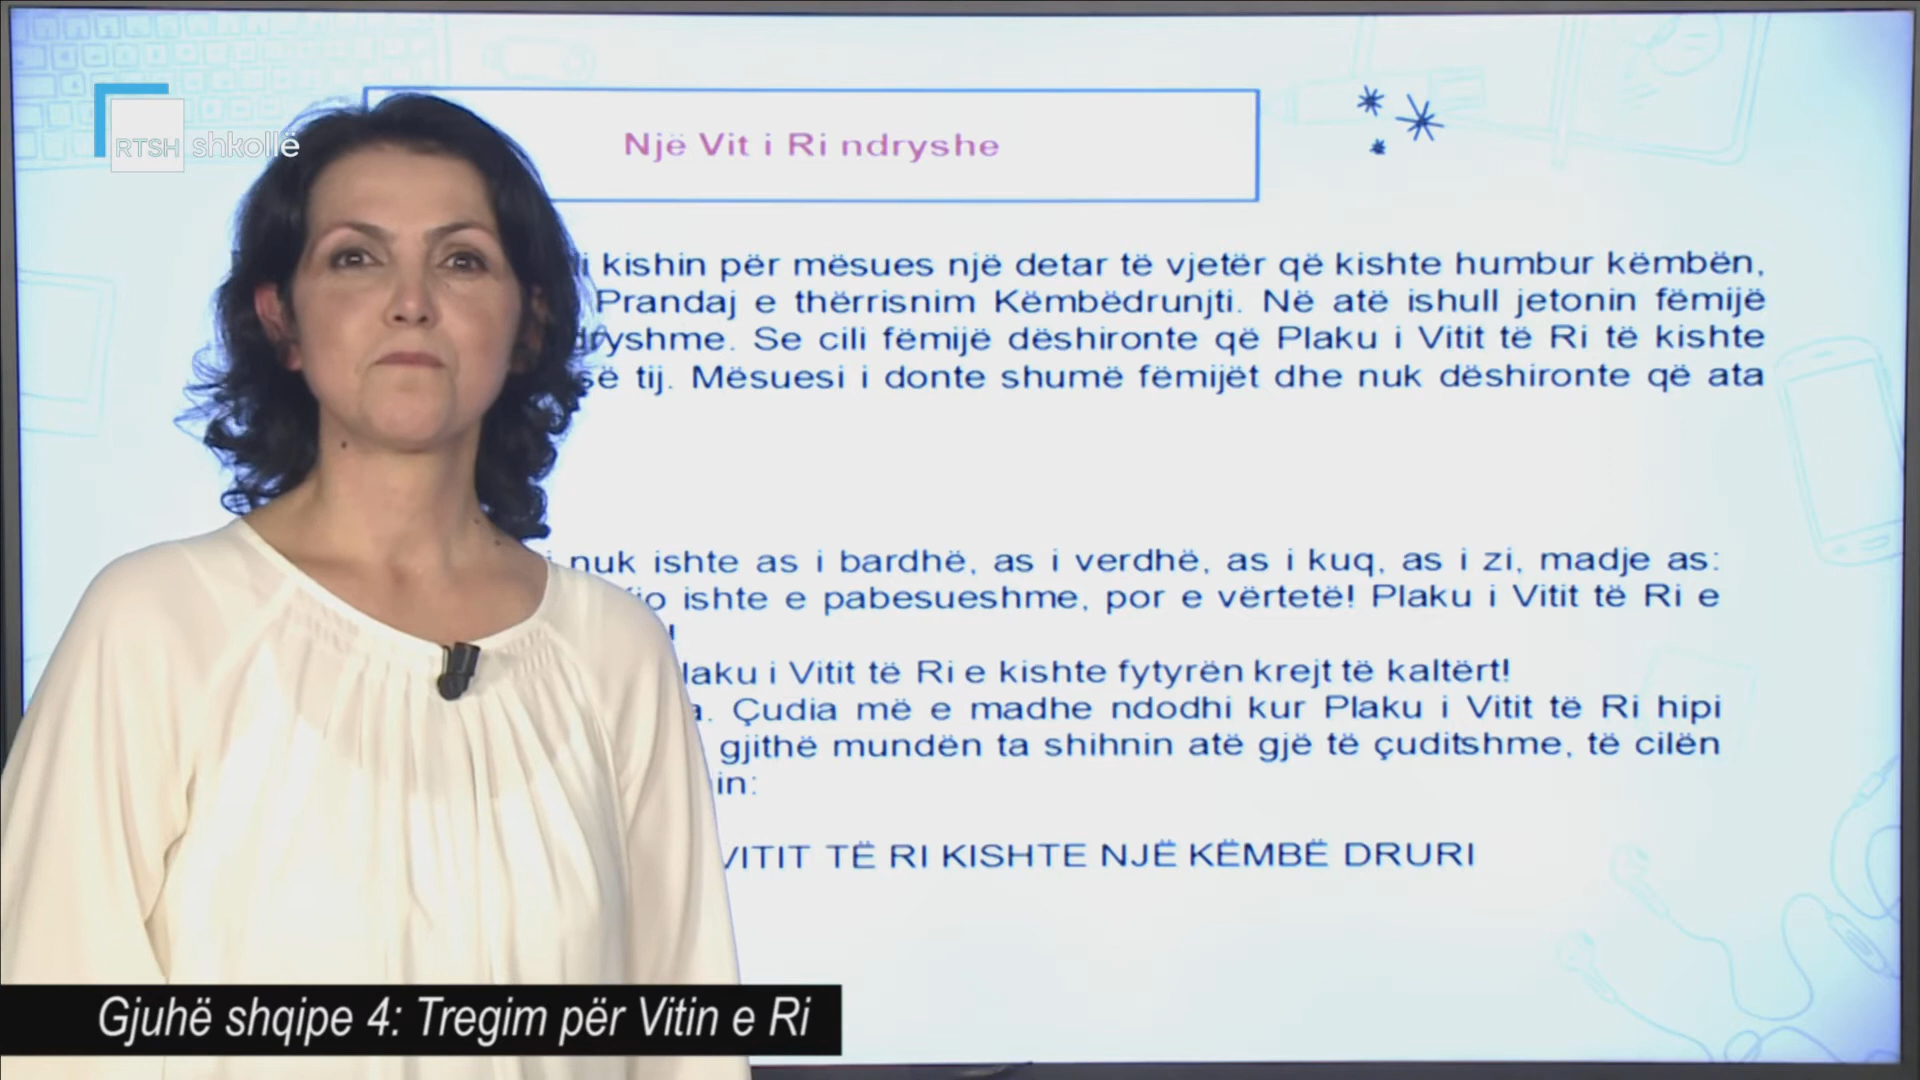 RTSH shkollë
Një Vit i Ri ndryshe
kishin për mësues një detar të vjetër që kishte humbur këmbën,
Prandaj e thërrisnim Këmbëdrunjti. Në atë ishull jetonin fëmijë
Se cili fëmijë dëshironte që Plaku i Vitit të Ri të kishte
tij. Mësuesi i donte shumë fëmijët dhe nuk dëshironte që ata
nuk ishte as i bardhë, as i verdhë, as i kuq, as i zi, madje as:
ishte e pabesueshme, por e vërtetë! Plaku i Vitit të Ri e
i Vitit të Ri e kishte fytyrën krejt të kaltërt!
Çudia më e madhe ndodhi kur Plaku i Vitit të Ri hipi
gjithë mundën ta shihnin atë gjë të çuditshme, të cilën
VITIT TË RI KISHTE NJË KËMBË DRURI
Gjuhë shqipe 4: Tregim për Vitin e Ri